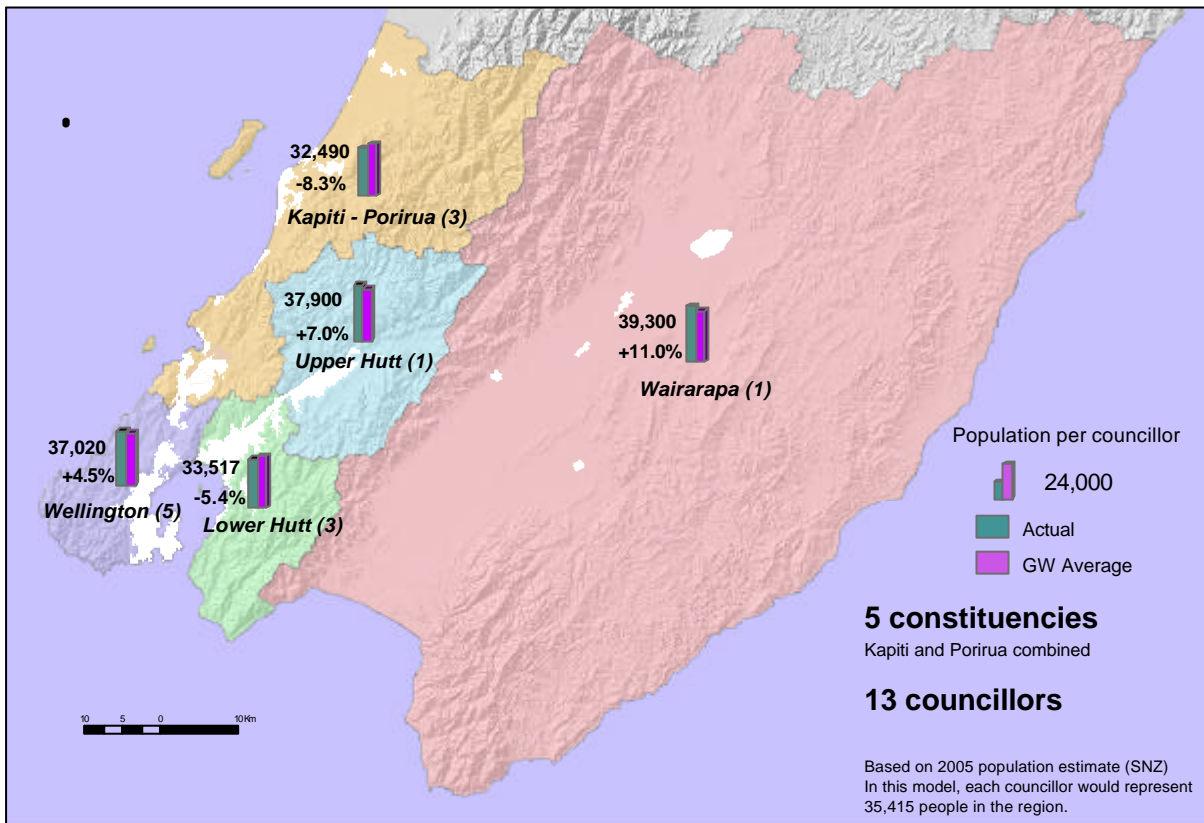 32,490
-8.3%
Kapiti - Porirua (3)
37,900
+7.0%
Upper Hutt (1)
39,300
+11.0%
Wairarapa (1)
37,020
+4.5%
Wellington (5)
33,517
-5.4%
Lower Hutt (3)
Population per councillor
24,000
Actual
GW Average
5 constituencies
Kapiti and Porirua combined
13 councillors
10 5 0 10 Km
Based on 2005 population estimate (SNZ)
In this model, each councillor would represent
35,415 people in the region.